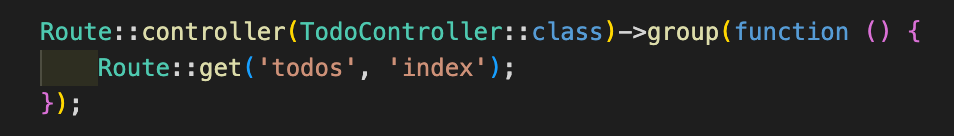 Route::controller(TodoController::class)->group(function () {
    Route::get('todos', 'index');
});